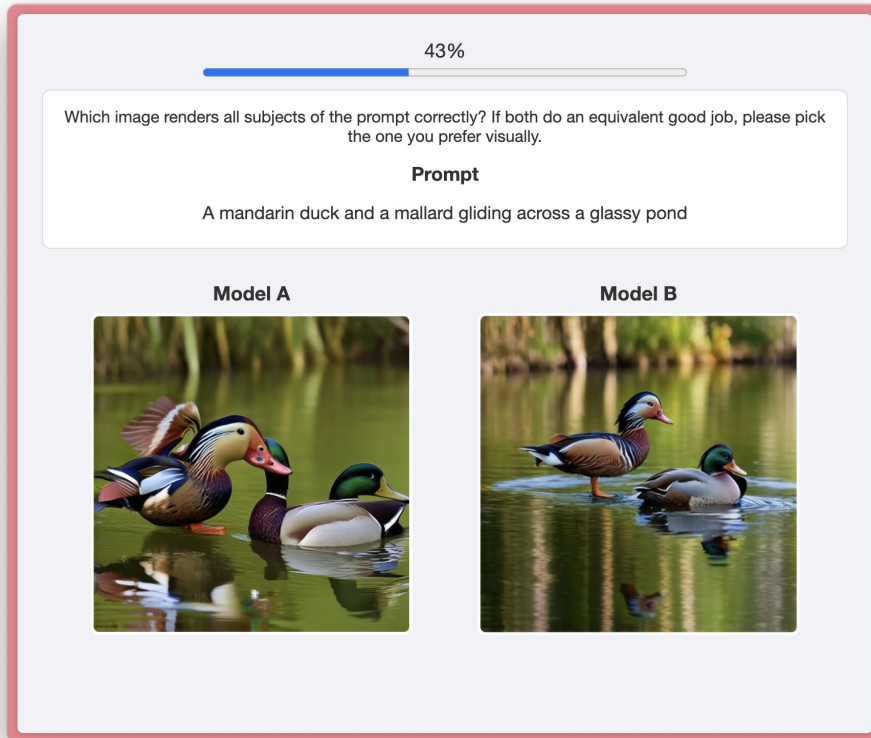 43%
Which image renders all subjects of the prompt correctly? If both do an equivalent good job, please pick
the one you prefer visually.
Prompt
A mandarin duck and a mallard gliding across a glassy pond
Model A
Model B